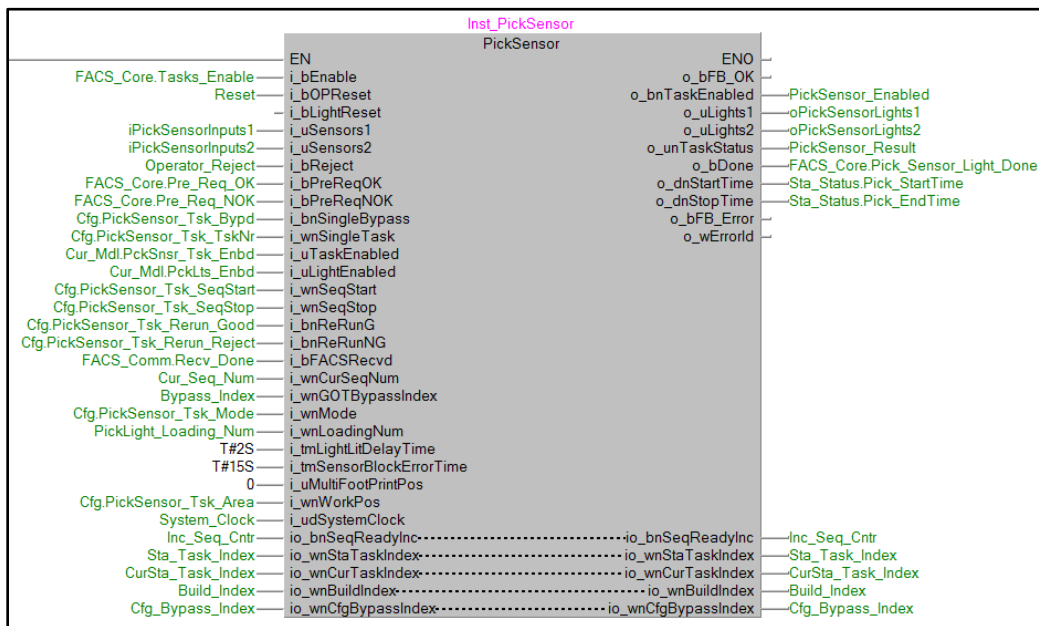 Inst_PickSensor
PickSensor
EN ENO
FACS_Core.Tasks_Enable i_bEnable o_bFB_OK
Reset i_bOPReset o_bnTaskEnabled PickSensor_Enabled
i_bLightReset o_uLights1 oPickSensorLights1
iPickSensorInputs1 i_uSensors1 o_uLights2 oPickSensorLights2
iPickSensorInputs2 i_uSensors2 o_unTaskStatus PickSensor_Result
Operator_Reject i_bReject o_bDone FACS_Core.Pick_Sensor_Light_Done
FACS_Core.Pre_Req_OK i_bPreReqOK o_dnStartTime Sta_Status.Pick_StartTime
FACS_Core.Pre_Req_NOK i_bPreReqNOK o_dnStopTime Sta_Status.Pick_EndTime
Cfg.PickSensor_Tsk_Bypd i_bnSingleBypass o_bFB_Error
Cfg.PickSensor_Tsk_TskNr i_wnSingleTask o_wErrorId
Cur_Mdl.PckSnsr_Tsk_Enbd i_uTaskEnabled
Cur_Mdl.PckLts_Enbd i_uLightEnabled
Cfg.PickSensor_Tsk_SeqStart i_wnSeqStart
Cfg.PickSensor_Tsk_SeqStop i_wnSeqStop
Cfg.PickSensor_Tsk_Rerun_Good i_bnReRunG
Cfg.PickSensor_Tsk_Rerun_Reject i_bnReRunNG
FACS_Comm.Recv_Done i_bFACSRecvd
Cur_Seq_Num i_wnCurSeqNum
Bypass_Index i_wnGOTBypassIndex
Cfg.PickSensor_Tsk_Mode i_wnMode
PickLight_Loading_Num i_wnLoadingNum
T#2S i_tmLightLitDelayTime
T#15S i_tmSensorBlockErrorTime
0 i_uMultiFootPrintPos
Cfg.PickSensor_Tsk_Area i_wnWorkPos
System_Clock i_udSystemClock
Inc_Seq_Cntr io_bnSeqReadyInc io_bnSeqReadyInc Inc_Seq_Cntr
Sta_Task_Index io_wnStaTaskIndex io_wnStaTaskIndex Sta_Task_Index
CurSta_Task_Index io_wnCurTaskIndex io_wnCurTaskIndex CurSta_Task_Index
Build_Index io_wnBuildIndex io_wnBuildIndex Build_Index
Cfg_Bypass_Index io_wnCfgBypassIndex io_wnCfgBypassIndex Cfg_Bypass_Index